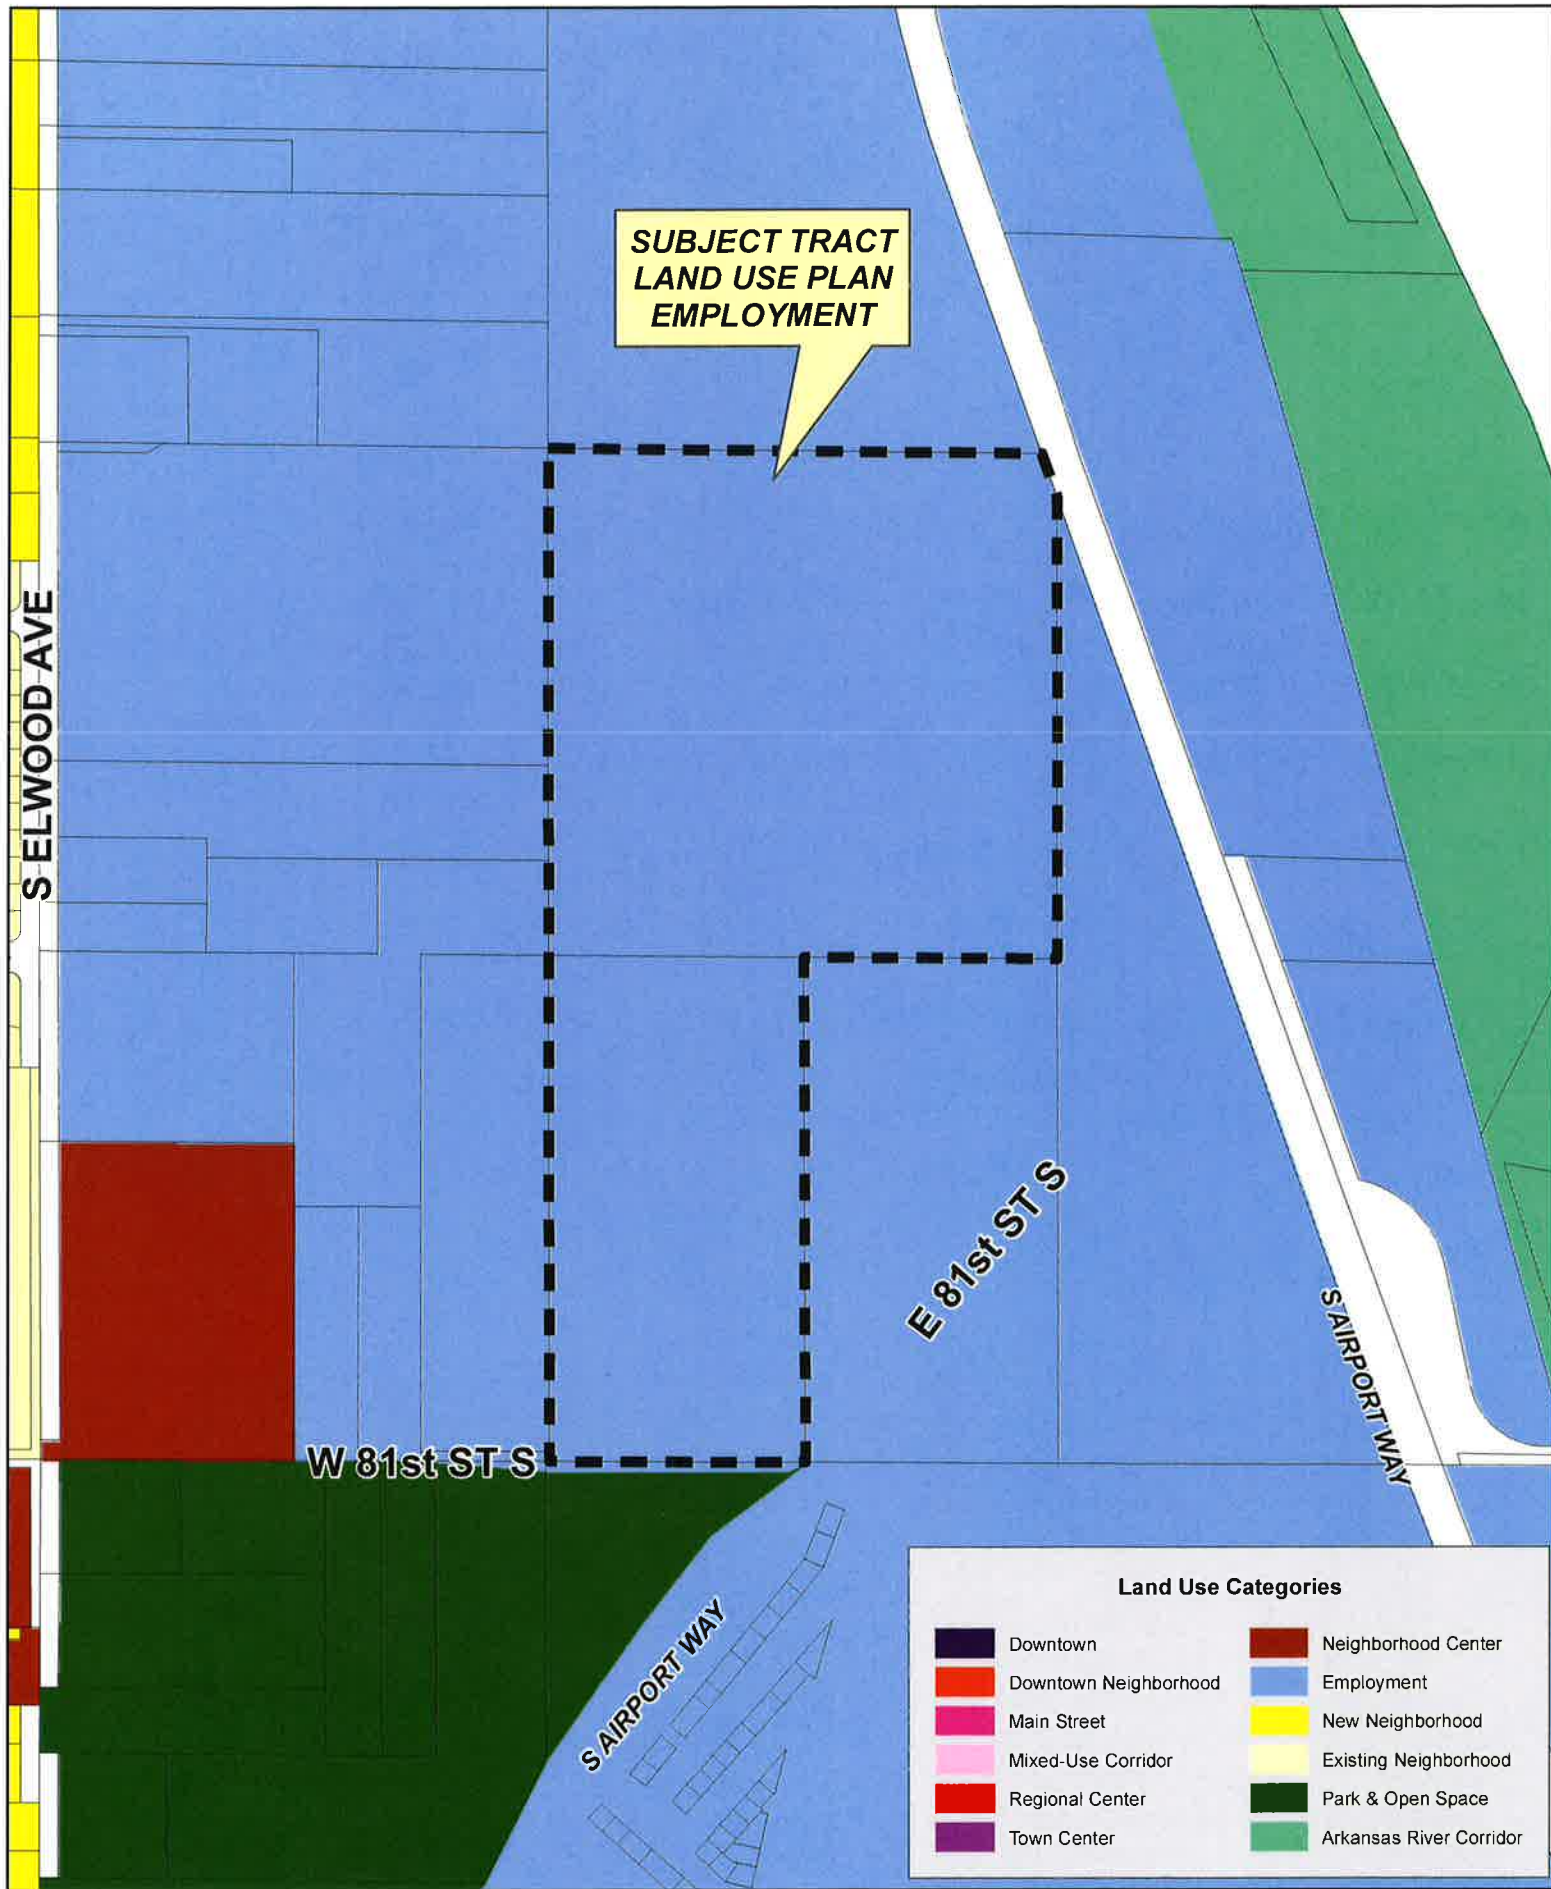 SUBJECT TRACT
LAND USE PLAN
EMPLOYMENT
S ELWOOD AVE
E 81st ST S
S AIRPORT WAY
W 81st ST S
S AIRPORT WAY
Land Use Categories
Downtown
Downtown Neighborhood
Main Street
Mixed-Use Corridor
Regional Center
Town Center
Neighborhood Center
Employment
New Neighborhood
Existing Neighborhood
Park & Open Space
Arkansas River Corridor